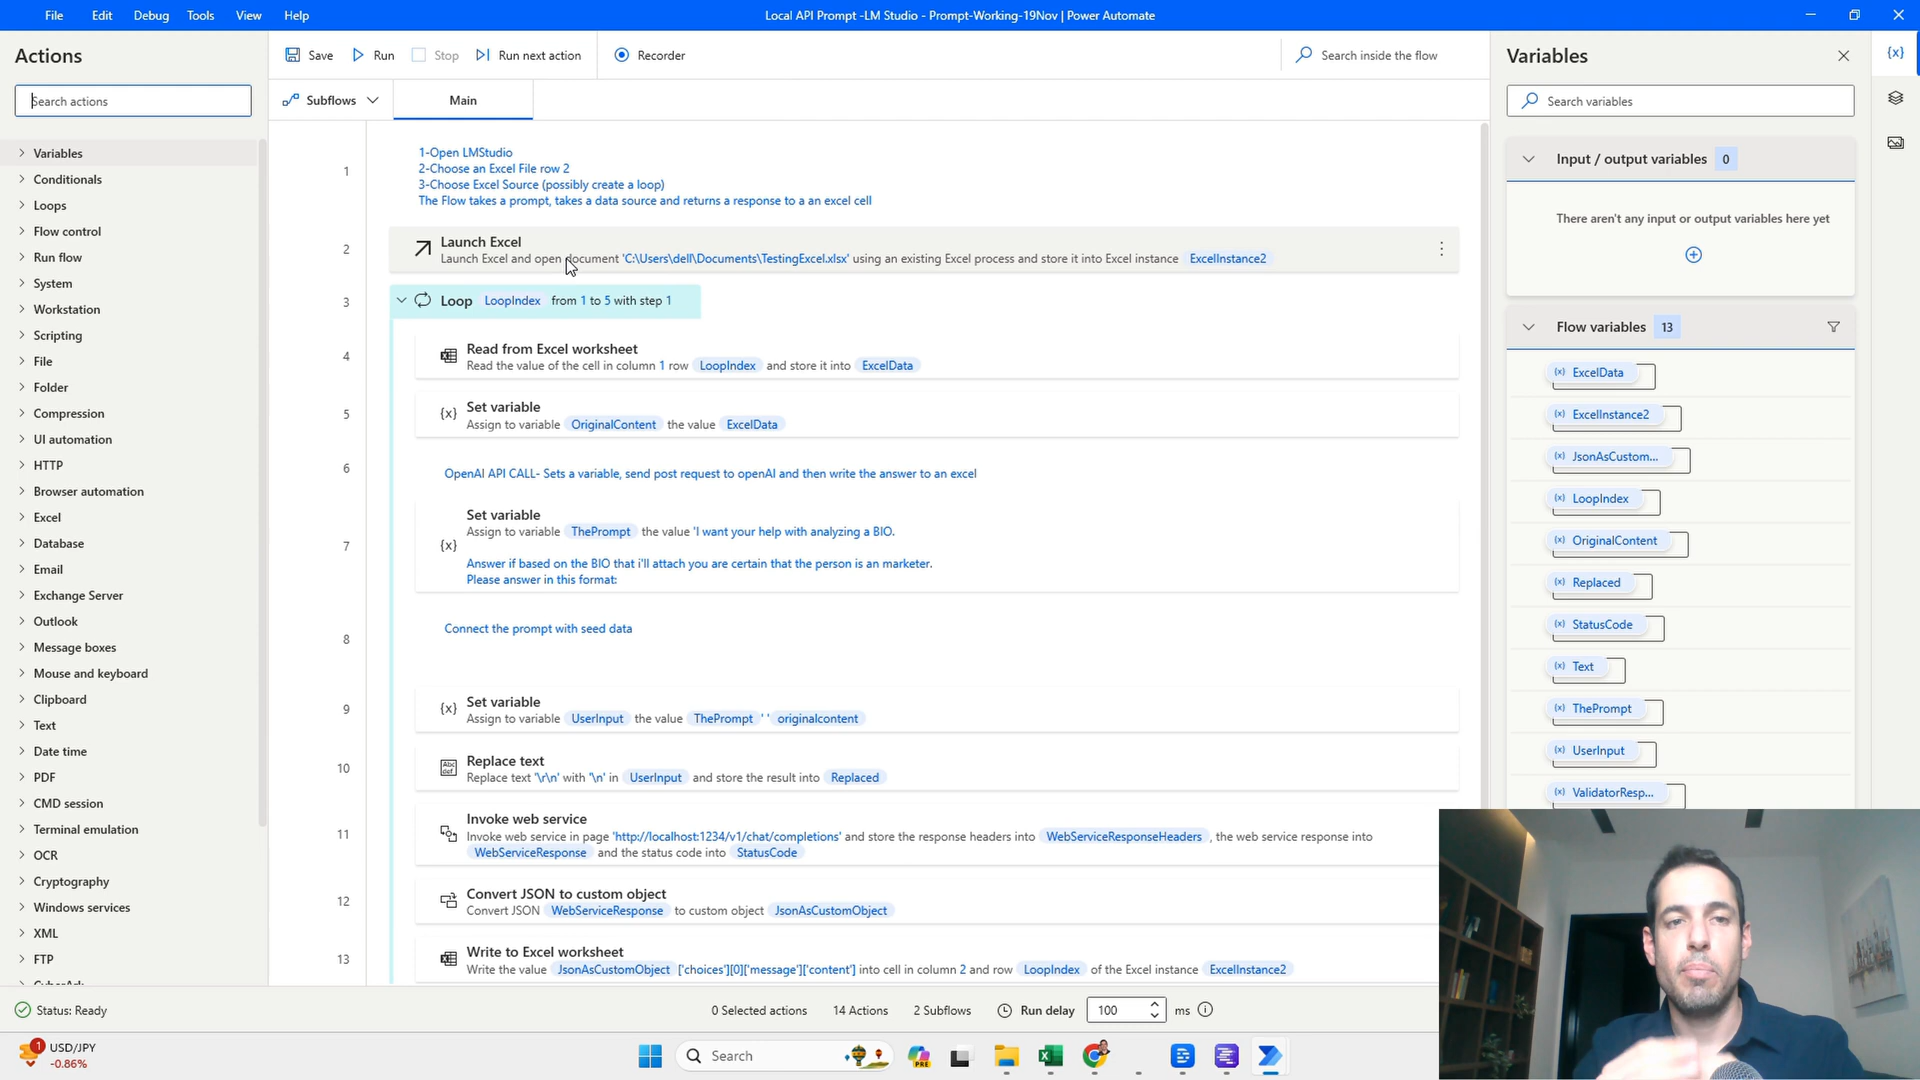 File Edit Debug Tools View Help
Local API Prompt -LM Studio - Prompt-Working-19Nov | Power Automate
Actions
Search actions
Variables
Conditionals
Loops
Flow control
Run flow
System
Workstation
Scripting
File
Folder
Compression
UI automation
HTTP
Browser automation
Excel
Database
Email
Exchange Server
Outlook
Message boxes
Mouse and keyboard
Clipboard
Text
Date time
PDF
CMD session
Terminal emulation
OCR
Cryptography
Windows services
XML
FTP
CyberArk
Save Run Stop Run next action Recorder
Search inside the flow
Subflows Main
1
1-Open LMStudio
2-Choose an Excel File row 2
3-Choose Excel Source (possibly create a loop)
The Flow takes a prompt, takes a data source and returns a response to a an excel cell
2
Launch Excel
Launch Excel and open document 'C:\Users\dell\Documents\TestingExcel.xlsx' using an existing Excel process and store it into Excel instance ExcelInstance2
3
Loop LoopIndex from 1 to 5 with step 1
4
Read from Excel worksheet
Read the value of the cell in column 1 row LoopIndex and store it into ExcelData
5
Set variable
Assign to variable OriginalContent the value ExcelData
6
OpenAI API CALL- Sets a variable, send post request to openAI and then write the answer to an excel
7
Set variable
Assign to variable ThePrompt the value 'I want your help with analyzing a BIO.
Answer if based on the BIO that i'll attach you are certain that the person is an marketer.
Please answer in this format:
8
Connect the prompt with seed data
9
Set variable
Assign to variable UserInput the value ThePrompt ' ' originalcontent
10
Replace text
Replace text '\r\n' with '\n' in UserInput and store the result into Replaced
11
Invoke web service
Invoke web service in page 'http://localhost:1234/v1/chat/completions' and store the response headers into WebServiceResponseHeaders , the web service response into
WebServiceResponse and the status code into StatusCode
12
Convert JSON to custom object
Convert JSON WebServiceResponse to custom object JsonAsCustomObject
13
Write to Excel worksheet
Write the value JsonAsCustomObject ['choices'][0]['message']['content'] into cell in column 2 and row LoopIndex of the Excel instance ExcelInstance2
Variables
Search variables
Input / output variables 0
There aren't any input or output variables here yet
Flow variables 13
(x) ExcelData
(x) ExcelInstance2
(x) JsonAsCustom...
(x) LoopIndex
(x) OriginalContent
(x) Replaced
(x) StatusCode
(x) Text
(x) ThePrompt
(x) UserInput
(x) ValidatorResp...
Status: Ready
0 Selected actions 14 Actions 2 Subflows Run delay 100 ms
1
USD/JPY
-0.86%
Search
PRE